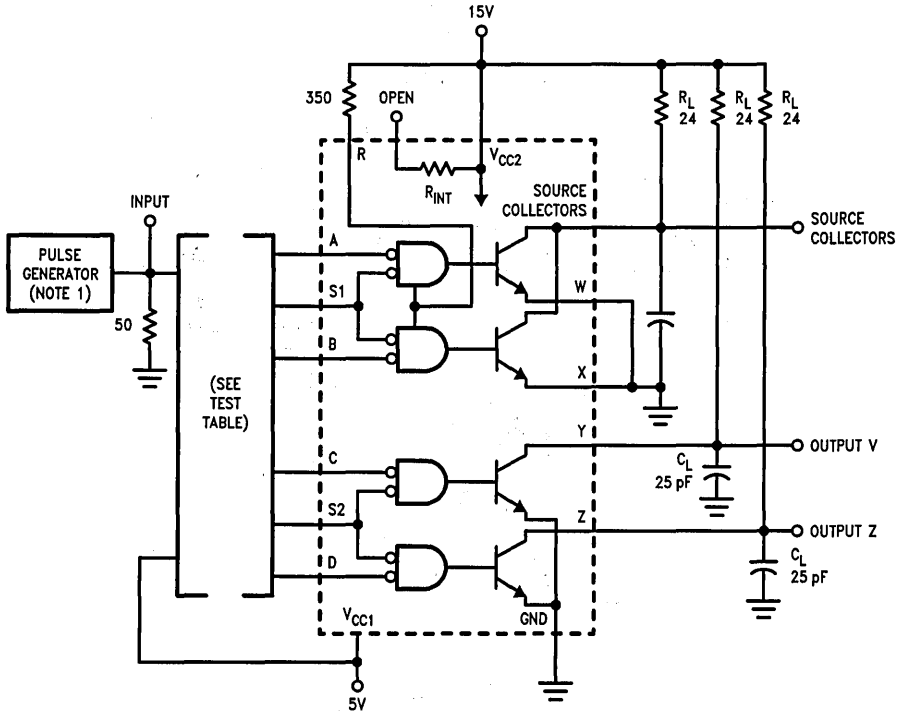 15V
350
OPEN
R
RINT
VCC2
RL
24
RL
24
RL
24
SOURCE
COLLECTORS
SOURCE
COLLECTORS
INPUT
PULSE
GENERATOR
(NOTE 1)
50
(SEE
TEST
TABLE)
A
S1
B
W
X
C
S2
D
Y
Z
CL
25 pF
OUTPUT V
OUTPUT Z
CL
25 pF
VCC1
GND
5V